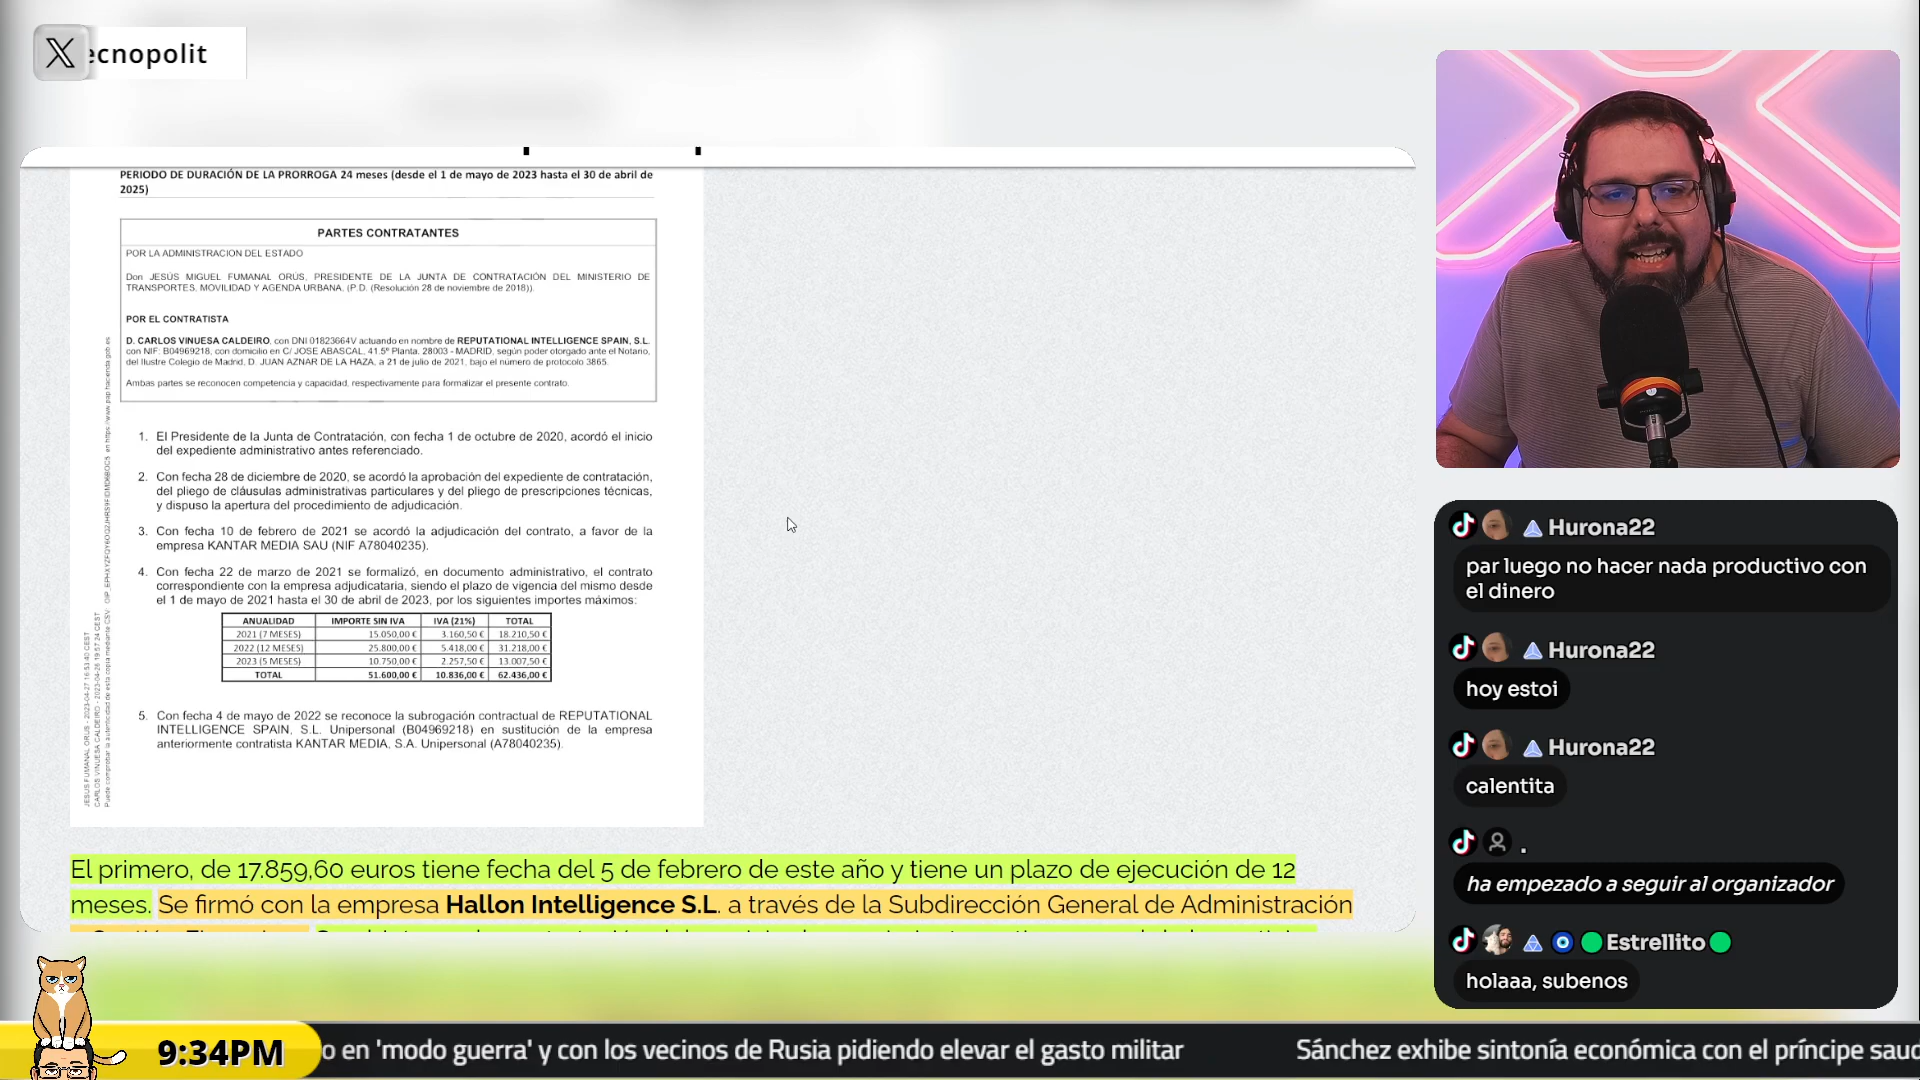 ecnopolit
PERIODO DE DURACIÓN DE LA PRORROGA 24 meses (desde el 1 de mayo de 2023 hasta el 30 de abril de
2025)
PARTES CONTRATANTES
POR LA ADMINISTRACION DEL ESTADO
Don JESÚS MIGUEL FUMANAL ORÚS, PRESIDENTE DE LA JUNTA DE CONTRATACIÓN DEL MINISTERIO DE
TRANSPORTES, MOVILIDAD Y AGENDA URBANA, (P.D. (Resolución 28 de noviembre de 2018)).
POR EL CONTRATISTA
D. CARLOS VINUESA CALDEIRO, con DNI 01823664V actuando en nombre de REPUTATIONAL INTELLIGENCE SPAIN, S.L.
con NIF: B04969218, con domicilio en C/ JOSE ABASCAL, 41.5º Planta, 28003 - MADRID, según poder otorgado ante el Notario,
del Ilustre Colegio de Madrid, D. JUAN AZNAR DE LA HAZA, a 21 de julio de 2021, bajo el número de protocolo 3865.
Ambas partes se reconocen competencia y capacidad, respectivamente para formalizar el presente contrato.
1. El Presidente de la Junta de Contratación, con fecha 1 de octubre de 2020, acordó el inicio
del expediente administrativo antes referenciado.
2. Con fecha 28 de diciembre de 2020, se acordó la aprobación del expediente de contratación,
del pliego de cláusulas administrativas particulares y del pliego de prescripciones técnicas,
y dispuso la apertura del procedimiento de adjudicación.
3. Con fecha 10 de febrero de 2021 se acordó la adjudicación del contrato, a favor de la
empresa KANTAR MEDIA SAU (NIF A78040235).
4. Con fecha 22 de marzo de 2021 se formalizó, en documento administrativo, el contrato
correspondiente con la empresa adjudicataria, siendo el plazo de vigencia del mismo desde
el 1 de mayo de 2021 hasta el 30 de abril de 2023, por los siguientes importes máximos:
ANUALIDAD IMPORTE SIN IVA IVA (21%) TOTAL
2021 (7 MESES) 15.050,00 € 3.160,50 € 18.210,50 €
2022 (12 MESES) 25.800,00 € 5.418,00 € 31.218,00 €
2023 (5 MESES) 10.750,00 € 2.257,50 € 13.007,50 €
TOTAL 51.600,00 € 10.836,00 € 62.436,00 €
5. Con fecha 4 de mayo de 2022 se reconoce la subrogación contractual de REPUTATIONAL
INTELLIGENCE SPAIN, S.L. Unipersonal (B04969218) en sustitución de la empresa
anteriormente contratista KANTAR MEDIA, S.A. Unipersonal (A78040235).
El primero, de 17.859,60 euros tiene fecha del 5 de febrero de este año y tiene un plazo de ejecución de 12
meses. Se firmó con la empresa Hallon Intelligence S.L. a través de la Subdirección General de Administración
Hurona22
par luego no hacer nada productivo con
el dinero
Hurona22
hoy estoi
Hurona22
calentita
.
ha empezado a seguir al organizador
Estrellito
holaaa, subenos
9:34PM
o en 'modo guerra' y con los vecinos de Rusia pidiendo elevar el gasto militar
Sánchez exhibe sintonía económica con el príncipe saud